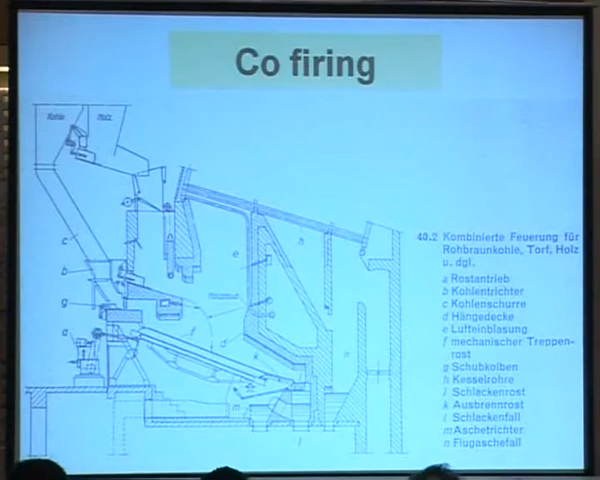 Co firing
Kohle
Holz
40.2 Kombinierte Feuerung für
Rohbraunkohle, Torf, Holz
u. dgl.
a Rostantrieb
b Kohlentrichter
c Kohlenschurre
d Hängedecke
e Lufteinblasung
f mechanischer Treppen-
rost
g Schubkolben
h Kesselrohre
i Schlackenrost
k Ausbrennrost
l Schlackenfall
m Aschetrichter
n Flugaschefall
c
b
g
a
e
h
f
d
k
n
m
l